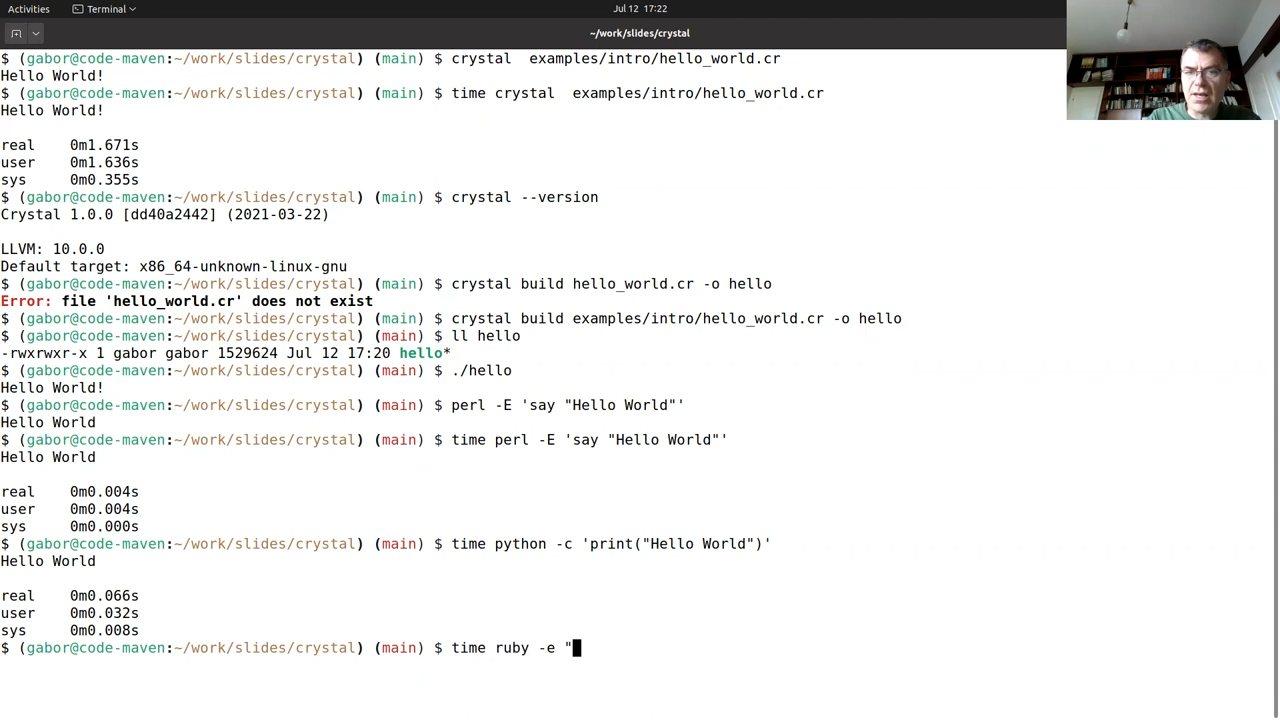 Activities Terminal Jul 12 17:22
~/work/slides/crystal
$ (gabor@code-maven:~/work/slides/crystal) (main) $ crystal  examples/intro/hello_world.cr
Hello World!
$ (gabor@code-maven:~/work/slides/crystal) (main) $ time crystal  examples/intro/hello_world.cr
Hello World!
real    0m1.671s
user    0m1.636s
sys     0m0.355s
$ (gabor@code-maven:~/work/slides/crystal) (main) $ crystal --version
Crystal 1.0.0 [dd40a2442] (2021-03-22)
LLVM: 10.0.0
Default target: x86_64-unknown-linux-gnu
$ (gabor@code-maven:~/work/slides/crystal) (main) $ crystal build hello_world.cr -o hello
Error: file 'hello_world.cr' does not exist
$ (gabor@code-maven:~/work/slides/crystal) (main) $ crystal build examples/intro/hello_world.cr -o hello
$ (gabor@code-maven:~/work/slides/crystal) (main) $ ll hello
-rwxrwxr-x 1 gabor gabor 1529624 Jul 12 17:20 hello*
$ (gabor@code-maven:~/work/slides/crystal) (main) $ ./hello
Hello World!
$ (gabor@code-maven:~/work/slides/crystal) (main) $ perl -E 'say "Hello World"'
Hello World
$ (gabor@code-maven:~/work/slides/crystal) (main) $ time perl -E 'say "Hello World"'
Hello World
real    0m0.004s
user    0m0.004s
sys     0m0.000s
$ (gabor@code-maven:~/work/slides/crystal) (main) $ time python -c 'print("Hello World")'
Hello World
real    0m0.066s
user    0m0.032s
sys     0m0.008s
$ (gabor@code-maven:~/work/slides/crystal) (main) $ time ruby -e "